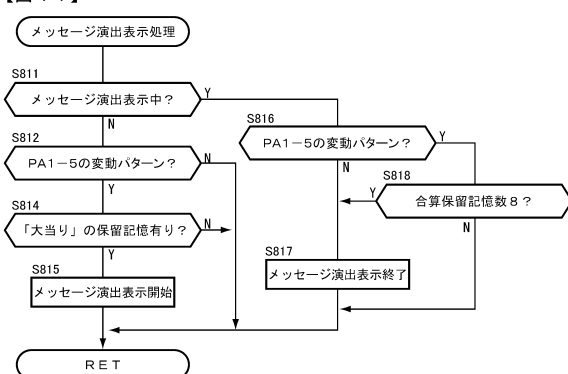 メッセージ演出表示処理
S811
メッセージ演出表示中？
Y
N
S812
PA1－5の変動パターン？
N
Y
S814
「大当り」の保留記憶有り？
N
Y
S815
メッセージ演出表示開始
RET
S816
PA1－5の変動パターン？
Y
N
S818
合算保留記憶数8？
Y
N
S817
メッセージ演出表示終了